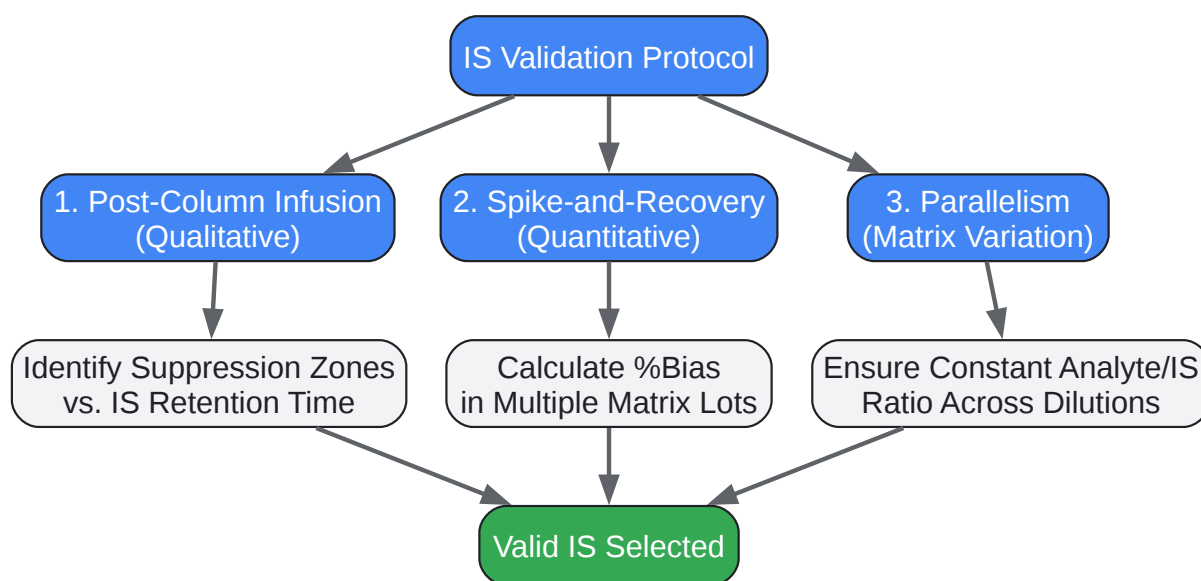 IS Validation Protocol
1. Post-Column Infusion
(Qualitative)
2. Spike-and-Recovery
(Quantitative)
3. Parallelism
(Matrix Variation)
Identify Suppression Zones
vs. IS Retention Time
Calculate %Bias
in Multiple Matrix Lots
Ensure Constant Analyte/IS
Ratio Across Dilutions
Valid IS Selected